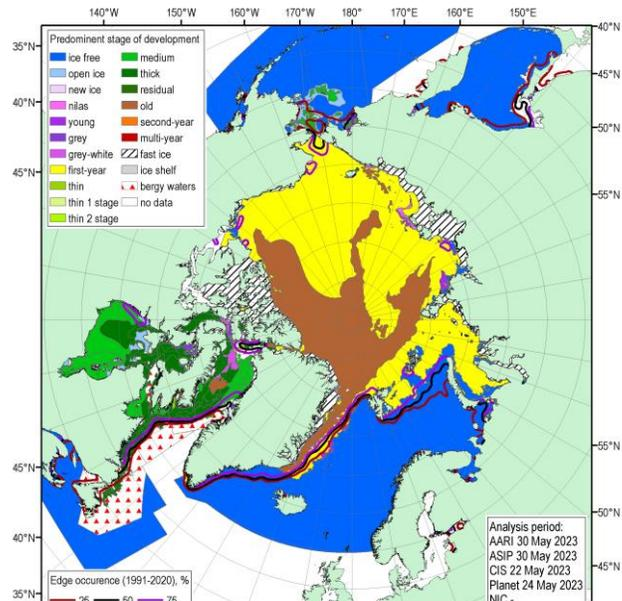 140°W 150°W 160°W 170°W 180° 170°E 160°E 150°E
40°N
35°N
45°N
40°N
50°N
45°N
55°N
Predominant stage of development
ice free medium
open ice thick
new ice residual
nilas old
young second-year
grey multi-year
grey-white fast ice
first-year ice shelf
thin bergy waters
thin 1 stage no data
thin 2 stage
55°N
45°N
50°N
40°N
45°N
35°N
Analysis period:
AARI 30 May 2023
ASIP 30 May 2023
CIS 22 May 2023
Planet 24 May 2023
NIC -
Edge occurence (1991-2020), %
25 50 75